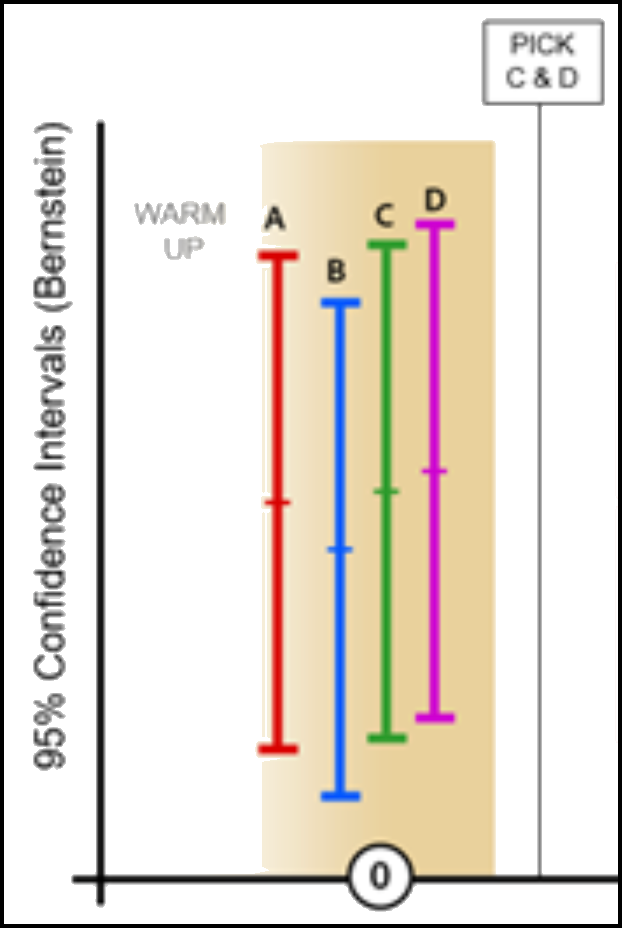 PICK
C & D
WARM
UP
A
B
C
D
95% Confidence Intervals (Bernstein)
0